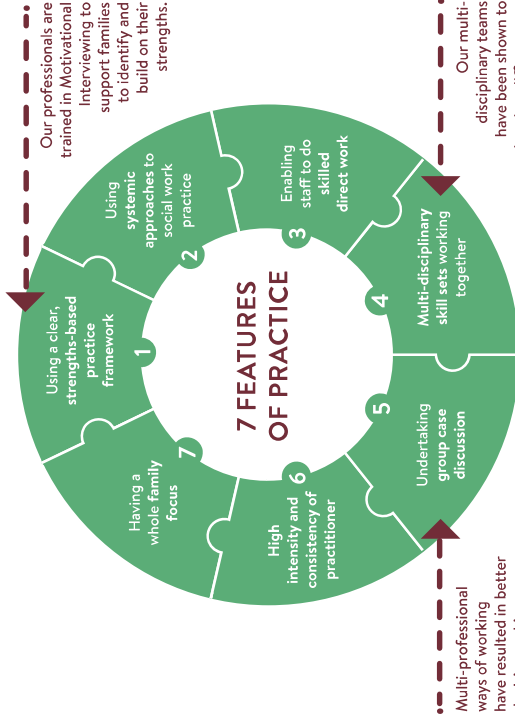 Our professionals are
trained in Motivational
Interviewing to
support families
to identify and
build on their
strengths.
Our multi-
disciplinary teams
have been shown to
7 FEATURES
OF PRACTICE
1
Using a clear,
strengths-based
practice
framework
2
Using
systemic
approaches to
social work
practice
3
Enabling
staff to do
skilled
direct work
4
Multi-disciplinary
skill sets working
together
5
Undertaking
group case
discussion
6
High
intensity and
consistency of
practitioner
7
Having a
whole family
focus
Multi-professional
ways of working
have resulted in better